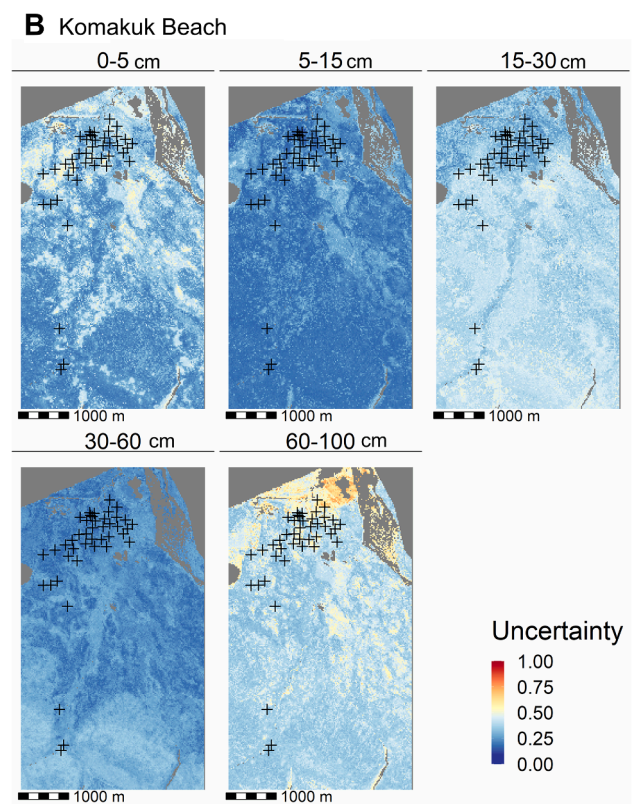 B Komakuk Beach
0-5 cm 5-15 cm 15-30 cm
1000 m 1000 m 1000 m
30-60 cm 60-100 cm
Uncertainty
1.00
0.75
0.50
0.25
0.00
1000 m 1000 m